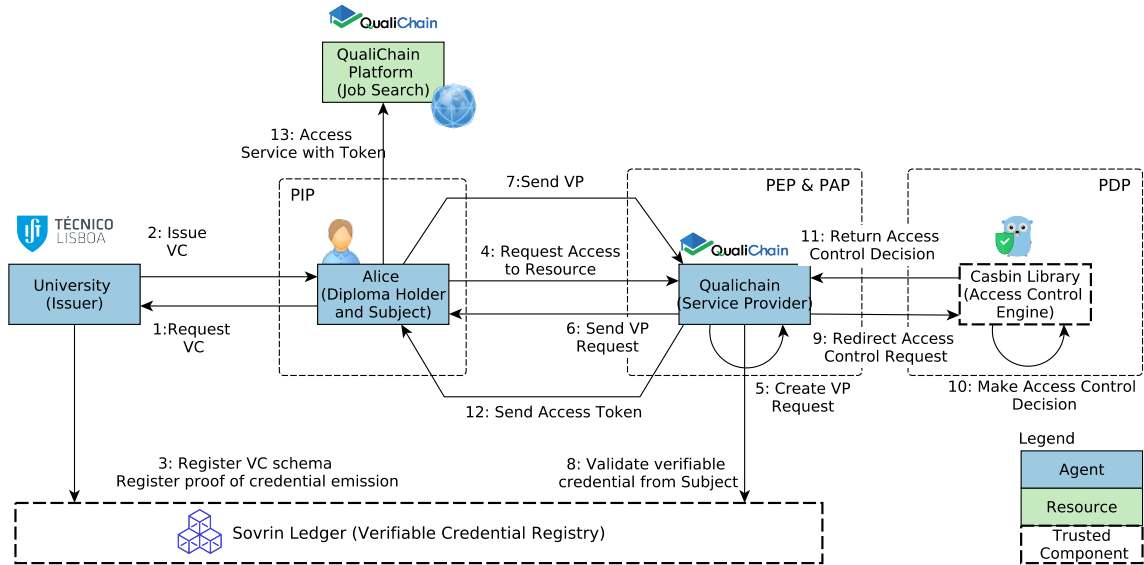 QualiChain
QualiChain
Platform
(Job Search)
13: Access
Service with Token
PIP
7:Send VP
PEP & PAP
PDP
TÉCNICO
LISBOA
2: Issue
VC
4: Request Access
to Resource
QualiChain
11: Return Access
Control Decision
University
(Issuer)
Alice
(Diploma Holder
and Subject)
Qualichain
(Service Provider)
Casbin Library
(Access Control
Engine)
1:Request
VC
6: Send VP
Request
9: Redirect Access
Control Request
5: Create VP
Request
10: Make Access Control
Decision
12: Send Access Token
3: Register VC schema
Register proof of credential emission
8: Validate verifiable
credential from Subject
Sovrin Ledger (Verifiable Credential Registry)
Legend
Agent
Resource
Trusted
Component